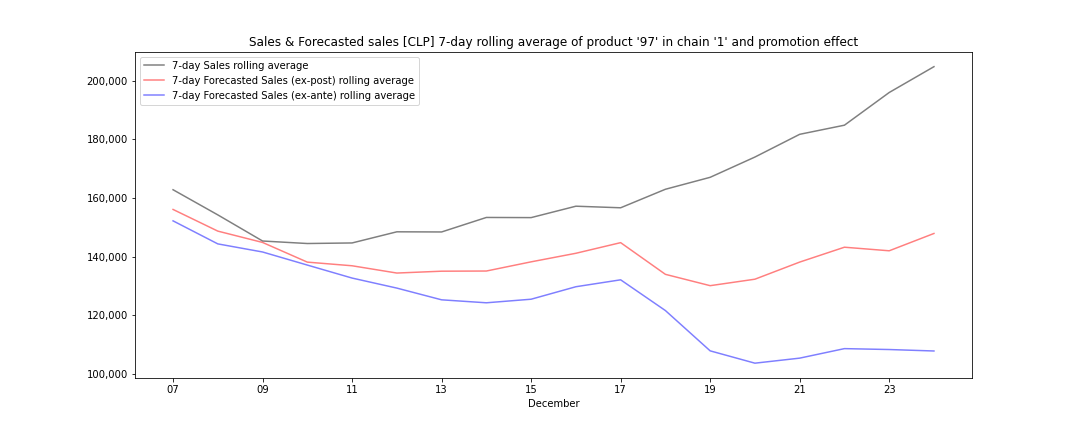 Sales & Forecasted sales [CLP] 7-day rolling average of product '97' in chain '1' and promotion effect
7-day Sales rolling average
7-day Forecasted Sales (ex-post) rolling average
7-day Forecasted Sales (ex-ante) rolling average
200,000
180,000
160,000
140,000
120,000
100,000
07 09 11 13 15 17 19 21 23
December